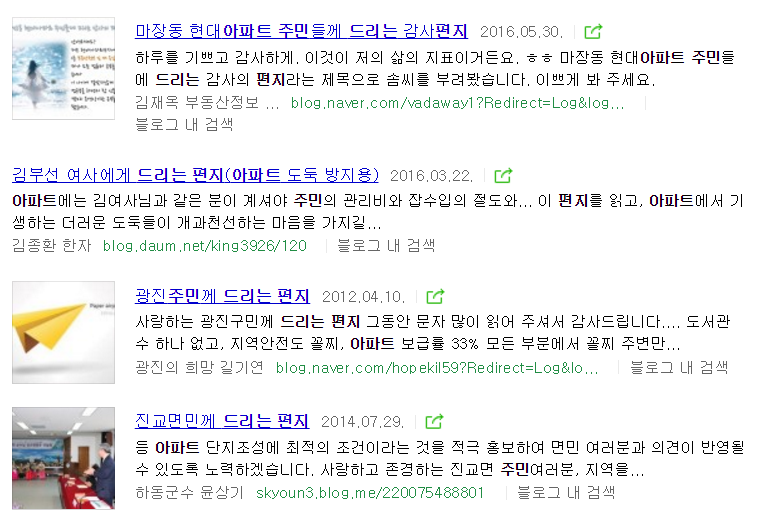 마장동 현대아파트 주민들께 드리는 감사편지 2016.05.30.
하루를 기쁘고 감사하게. 이것이 저의 삶의 지표이거든요. ㅎㅎ 마장동 현대아파트 주민들
에 드리는 감사의 편지라는 제목으로 솜씨를 부려봤습니다. 이쁘게 봐 주세요.
김재옥 부동산정보 ... blog.naver.com/vadaway1?Redirect=Log&log...
블로그 내 검색
김부선 여사에게 드리는 편지(아파트 도둑 방지용) 2016.03.22.
아파트에는 김여사님과 같은 분이 계셔야 주민의 관리비와 잡수입의 절도와... 이 편지를 읽고, 아파트에서 기
생하는 더러운 도둑들이 개과천선하는 마음을 가지길...
김종환 한자 blog.daum.net/king3926/120 블로그 내 검색
광진주민께 드리는 편지 2012.04.10.
사랑하는 광진구민께 드리는 편지 그동안 문자 많이 읽어 주셔서 감사드립니다.... 도서관
수 하나 없고, 지역안전도 꼴찌, 아파트 보급률 33% 모든 부분에서 꼴찌 주변만...
광진의 희망 길기연 blog.naver.com/hopekil59?Redirect=Log&lo... 블로그 내 검색
진교면민께 드리는 편지 2014.07.29.
등 아파트 단지조성에 최적의 조건이라는 것을 적극 홍보하여 면민 여러분과 의견이 반영될
수 있도록 노력하겠습니다. 사랑하고 존경하는 진교면 주민여러분, 지역을...
하동군수 윤상기 skyoun3.blog.me/220075488801 블로그 내 검색